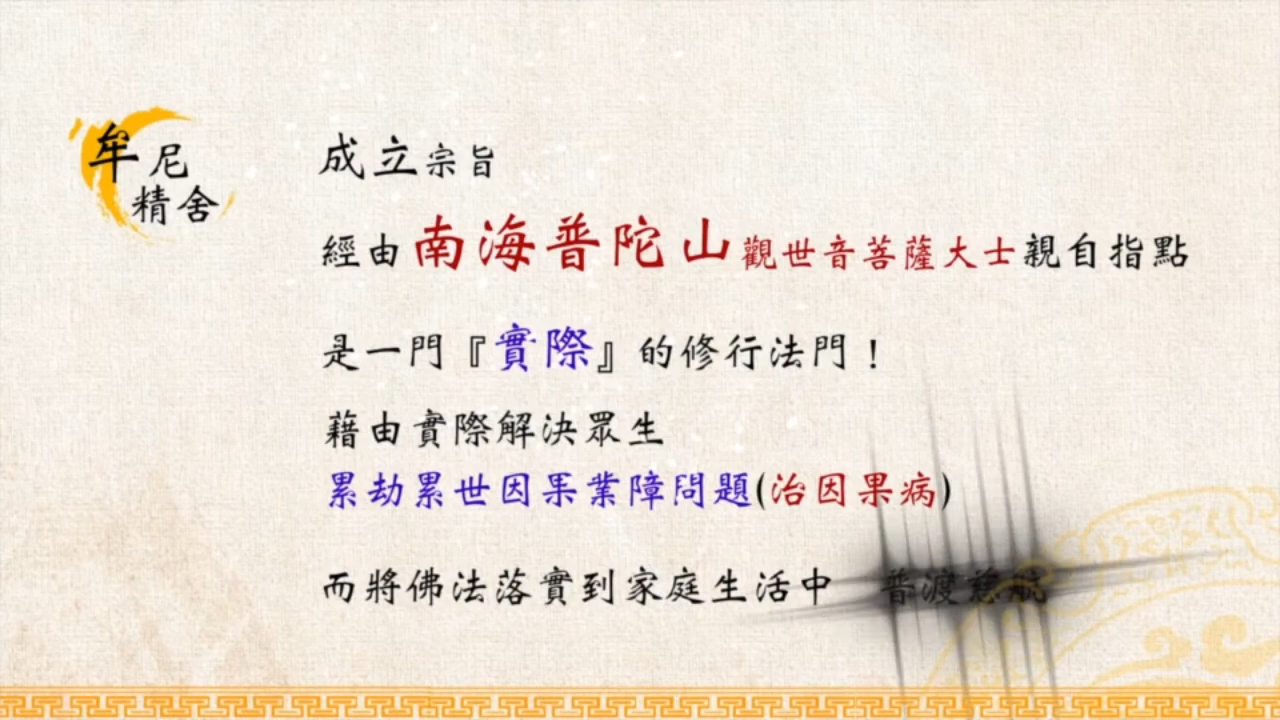 牟尼
精舍
成立宗旨
經由南海普陀山觀世音菩薩大士親自指點
是一門『實際』的修行法門！
藉由實際解決眾生
累劫累世因果業障問題(治因果病)
而將佛法落實到家庭生活中 普渡慈航